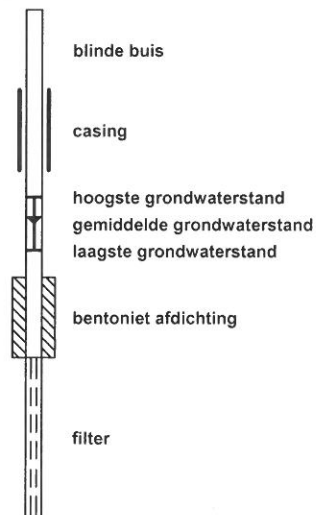 blinde buis
casing
hoogste grondwaterstand
gemiddelde grondwaterstand
laagste grondwaterstand
bentoniet afdichting
filter